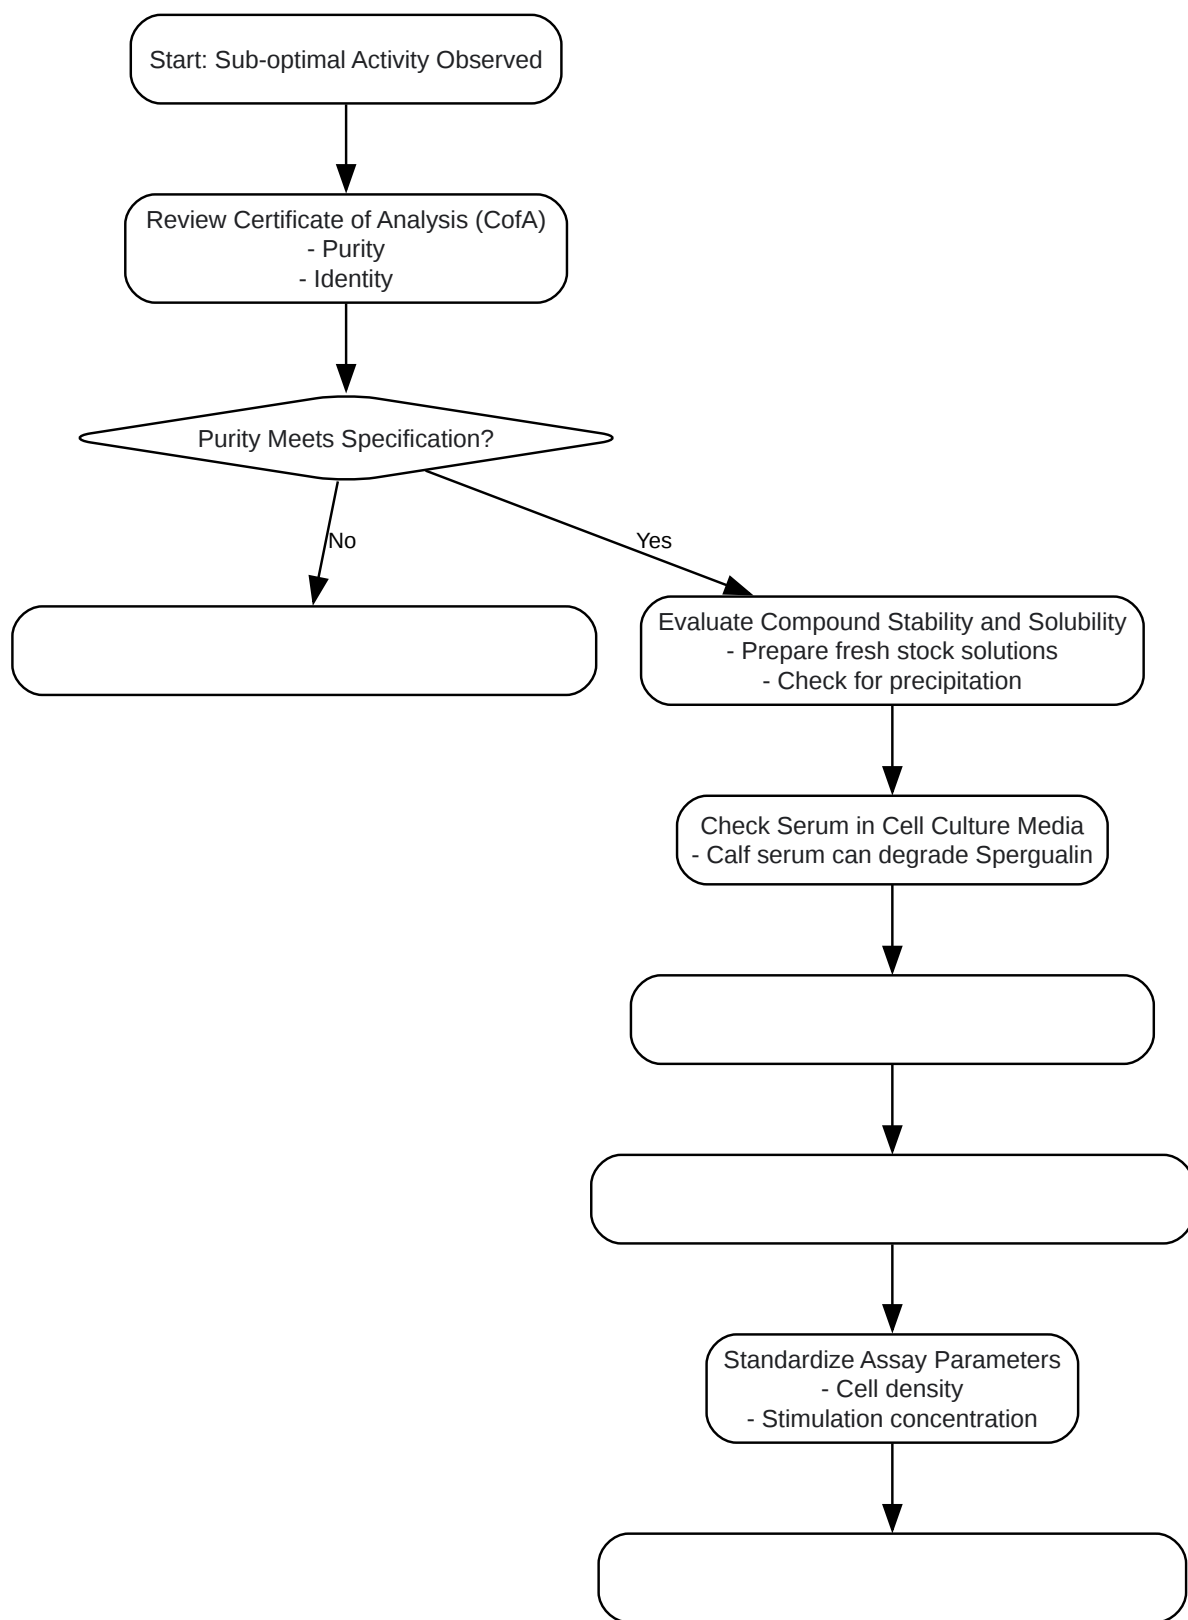 Start: Sub-optimal Activity Observed
Review Certificate of Analysis (CofA)
- Purity
- Identity
Purity Meets Specification?
No
Yes
Evaluate Compound Stability and Solubility
- Prepare fresh stock solutions
- Check for precipitation
Check Serum in Cell Culture Media
- Calf serum can degrade Spergualin
Standardize Assay Parameters
- Cell density
- Stimulation concentration